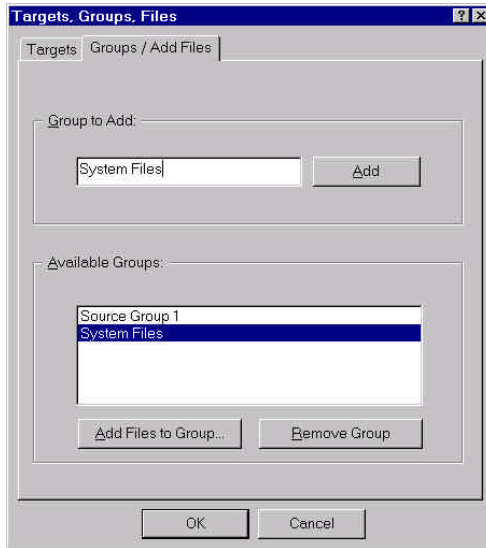 Targets, Groups, Files
Targets
Groups / Add Files
Group to Add:
System Files
Add
Available Groups:
Source Group 1
System Files
Add Files to Group...
Remove Group
OK
Cancel